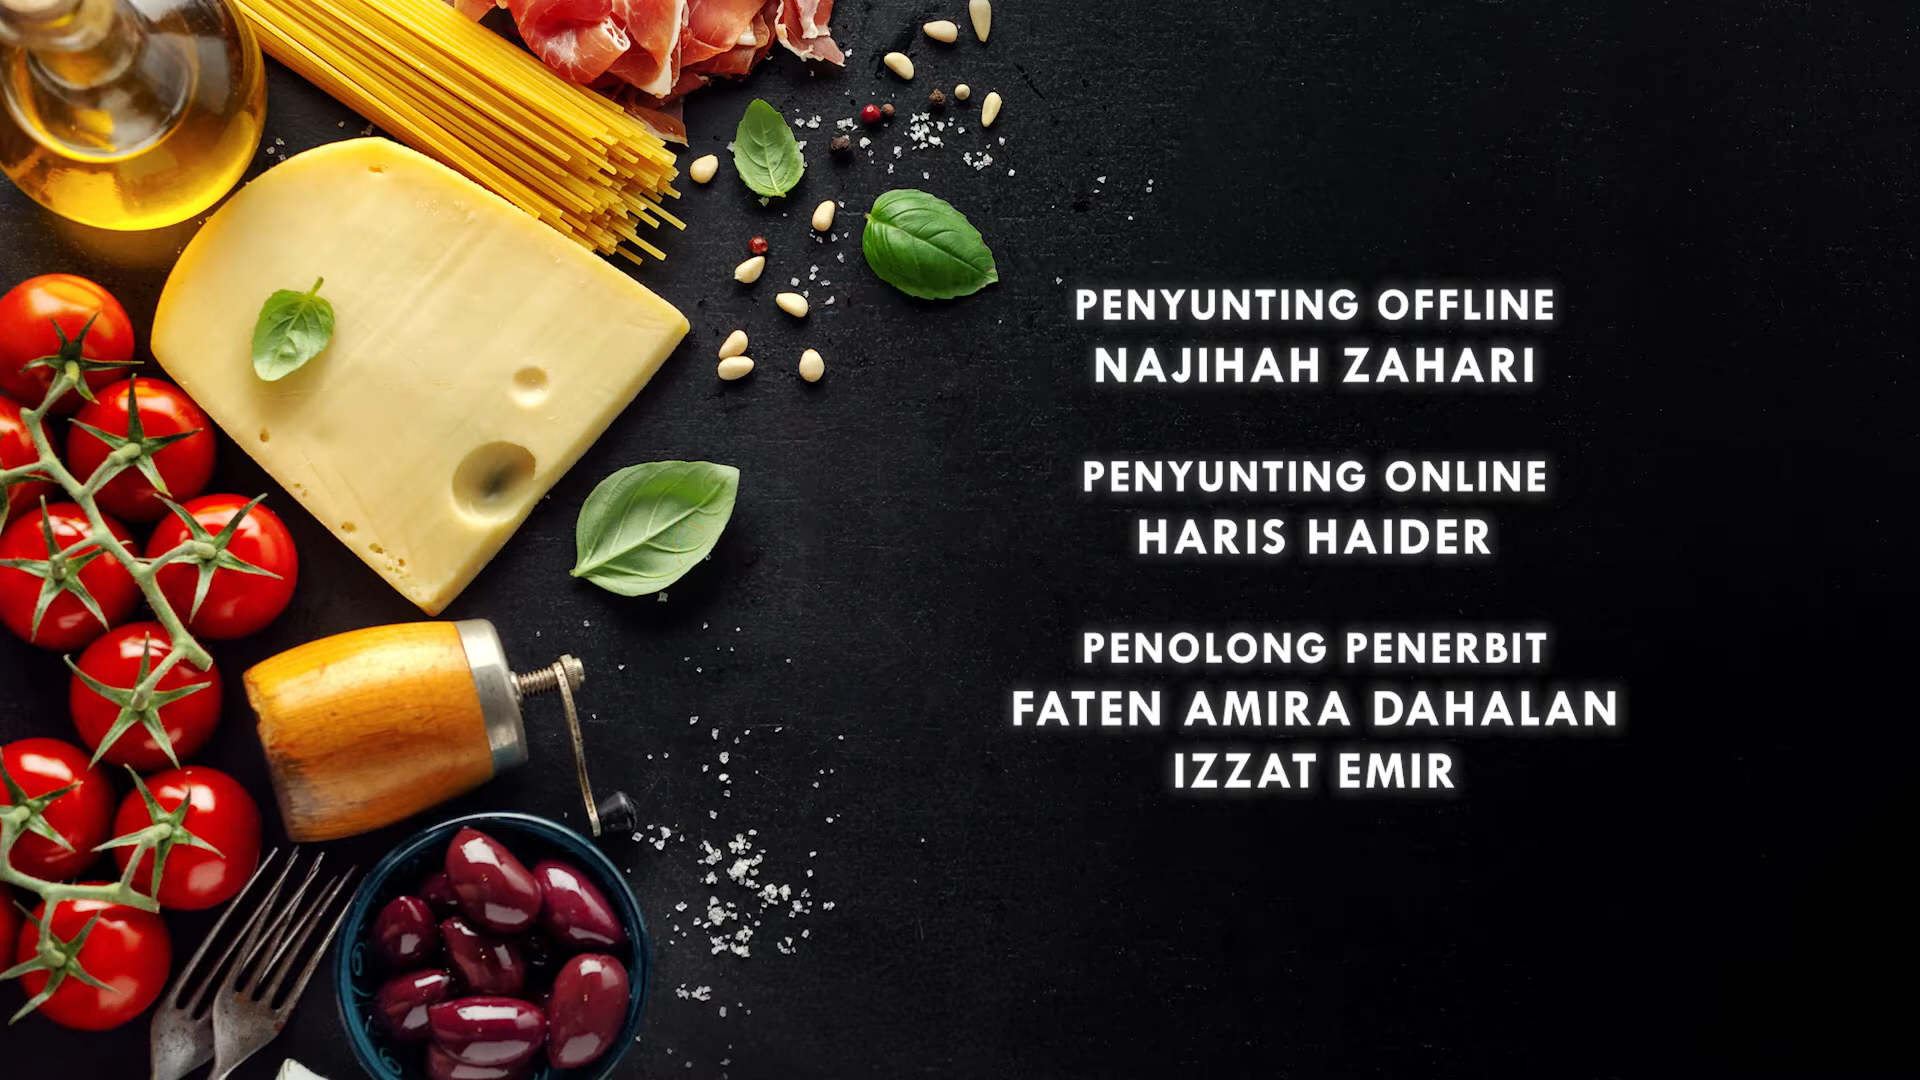 PENYUNTING OFFLINE
NAJIHAH ZAHARI
PENYUNTING ONLINE
HARIS HAIDER
PENOLONG PENERBIT
FATEN AMIRA DAHALAN
IZZAT EMIR